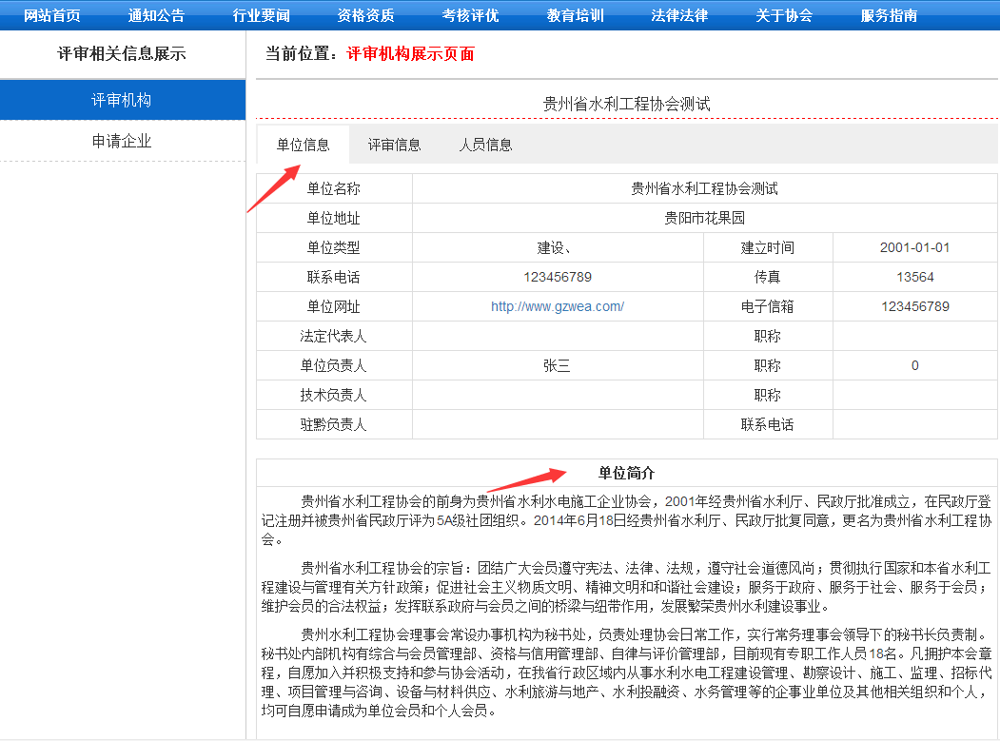 网站首页 通知公告 行业要闻 资格资质 考核评优 教育培训 法律法律 关于协会 服务指南
评审相关信息展示
评审机构
申请企业
当前位置：评审机构展示页面
贵州省水利工程协会测试
单位信息 评审信息 人员信息
单位名称 贵州省水利工程协会测试
单位地址 贵阳市花果园
单位类型 建设、 建立时间 2001-01-01
联系电话 123456789 传真 13564
单位网址 http://www.gzwea.com/ 电子信箱 123456789
法定代表人 职称
单位负责人 张三 职称 0
技术负责人 职称
驻黔负责人 联系电话
单位简介
贵州省水利工程协会的前身为贵州省水利水电施工企业协会，2001年经贵州省水利厅、民政厅批准成立，在民政厅登
记注册并被贵州省民政厅评为5A级社团组织。2014年6月18日经贵州省水利厅、民政厅批复同意，更名为贵州省水利工程协
会。
贵州省水利工程协会的宗旨：团结广大会员遵守宪法、法律、法规，遵守社会道德风尚；贯彻执行国家和本省水利工
程建设与管理有关方针政策；促进社会主义物质文明、精神文明和和谐社会建设；服务于政府、服务于社会、服务于会员；
维护会员的合法权益；发挥联系政府与会员之间的桥梁与纽带作用，发展繁荣贵州水利建设事业。
贵州水利工程协会理事会常设办事机构为秘书处，负责处理协会日常工作，实行常务理事会领导下的秘书长负责制。
秘书处内部机构有综合与会员管理部、资格与信用管理部、自律与评价管理部，目前现有专职工作人员18名。凡拥护本会章
程，自愿加入并积极支持和参与协会活动，在我省行政区域内从事水利水电工程建设管理、勘察设计、施工、监理、招标代
理、项目管理与咨询、设备与材料供应、水利旅游与地产、水利投融资、水务管理等的企事业单位及其他相关组织和个人，
均可自愿申请成为单位会员和个人会员。